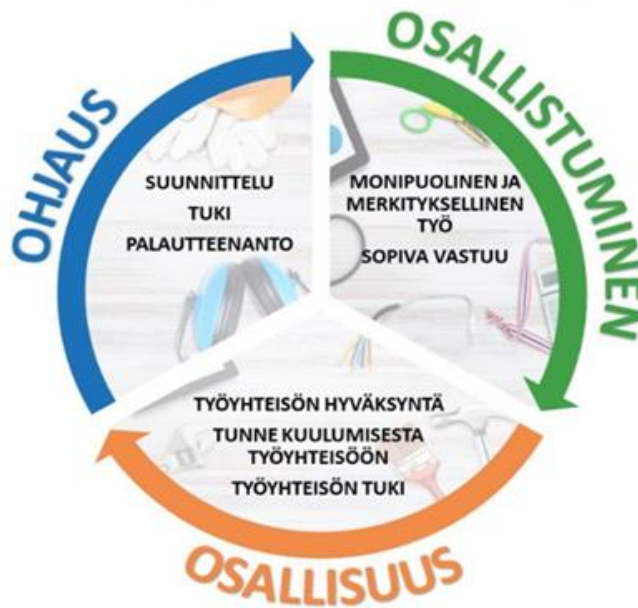 OHJAUS
SUUNNITTELU
TUKI
PALAUTTEENANTO
OSALLISTUMINEN
MONIPUOLINEN JA
MERKITYKSELLINEN
TYÖ
SOPIVA VASTUU
TYÖYHTEISÖN HYVÄKSYNTÄ
TUNNE KUULUMISESTA
TYÖYHTEISÖÖN
TYÖYHTEISÖN TUKI
OSALLISUUS